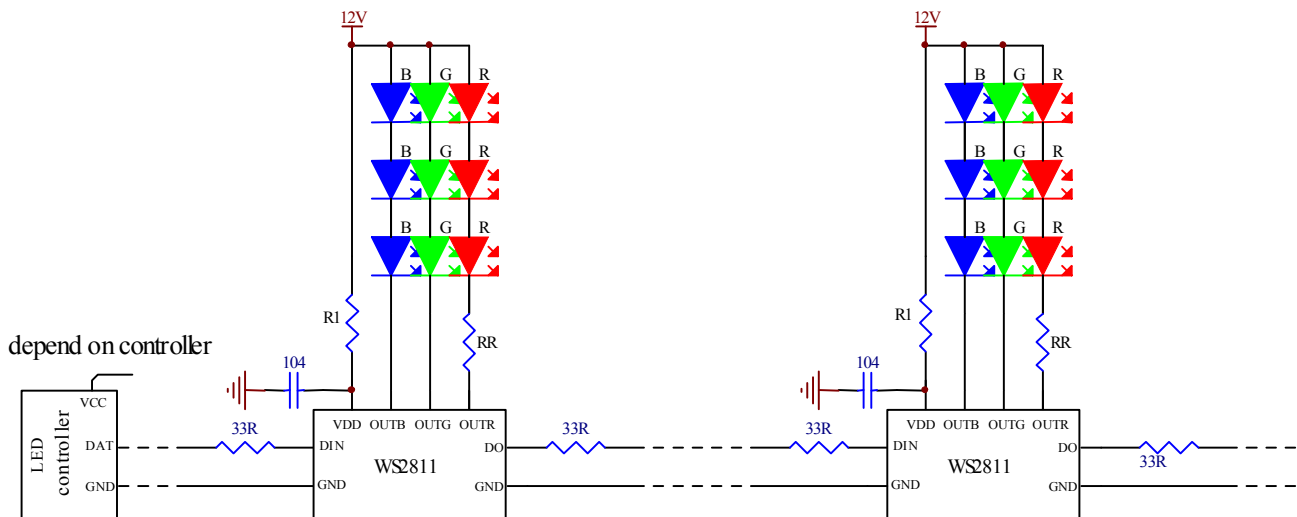 12V 12V
B G R B G R
B G R B G R
B G R B G R
R1 RR R1 RR
depend on controller
104 104
VCC
VDD OUTB OUTG OUTR VDD OUTB OUTG OUTR
DAT 33R DIN DO 33R 33R DIN DO 33R
LED controller
WS2811 WS2811
GND GND GND GND GND